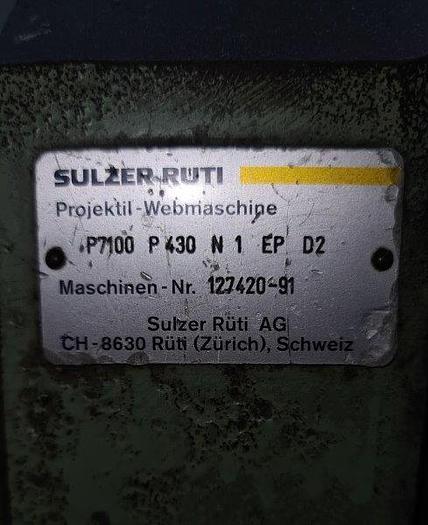 SULZER RÜTI
Projektil-Webmaschine
P7100 P 430 N 1 EP D2
Maschinen-Nr. 127420-91
Sulzer Rüti AG
CH-8630 Rüti (Zürich), Schweiz